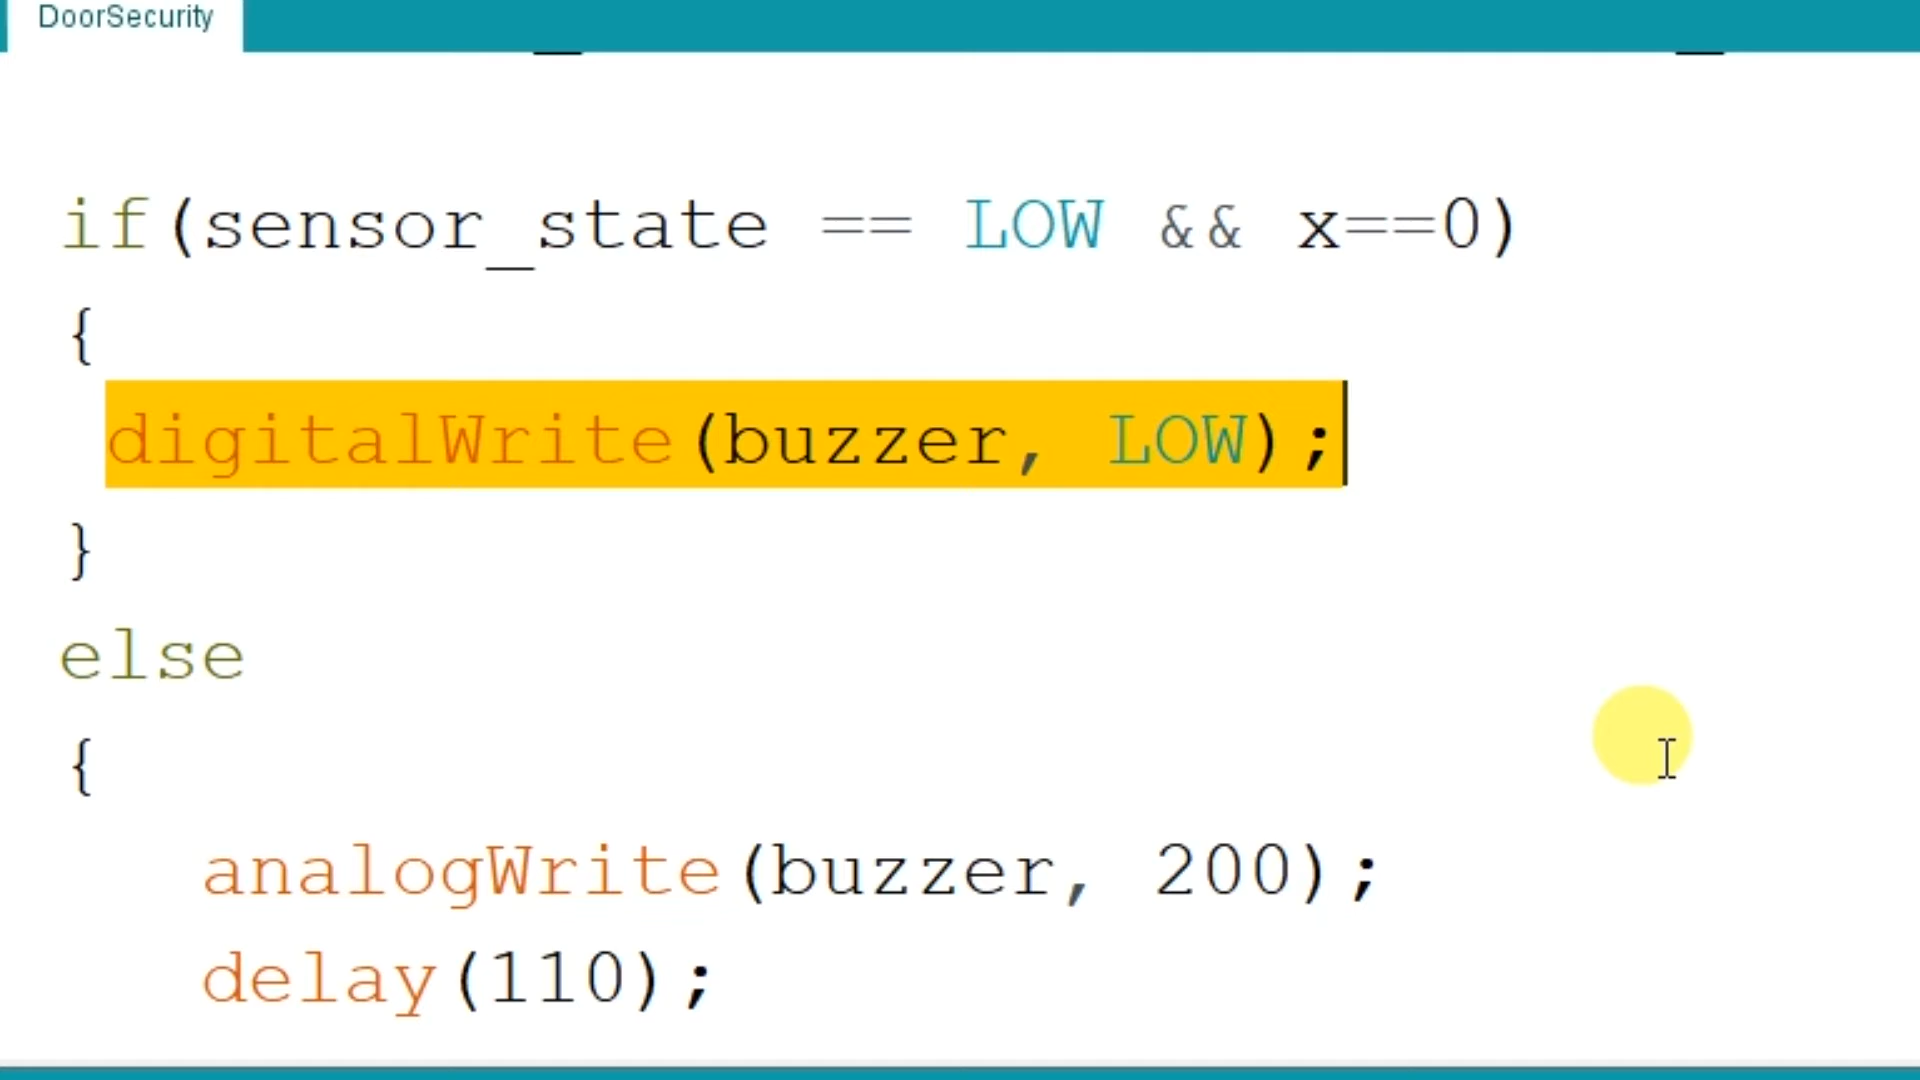 DoorSecurity
if(sensor_state == LOW && x==0)
{
digitalWrite(buzzer, LOW);
}
else
{
analogWrite(buzzer, 200);
delay(110);